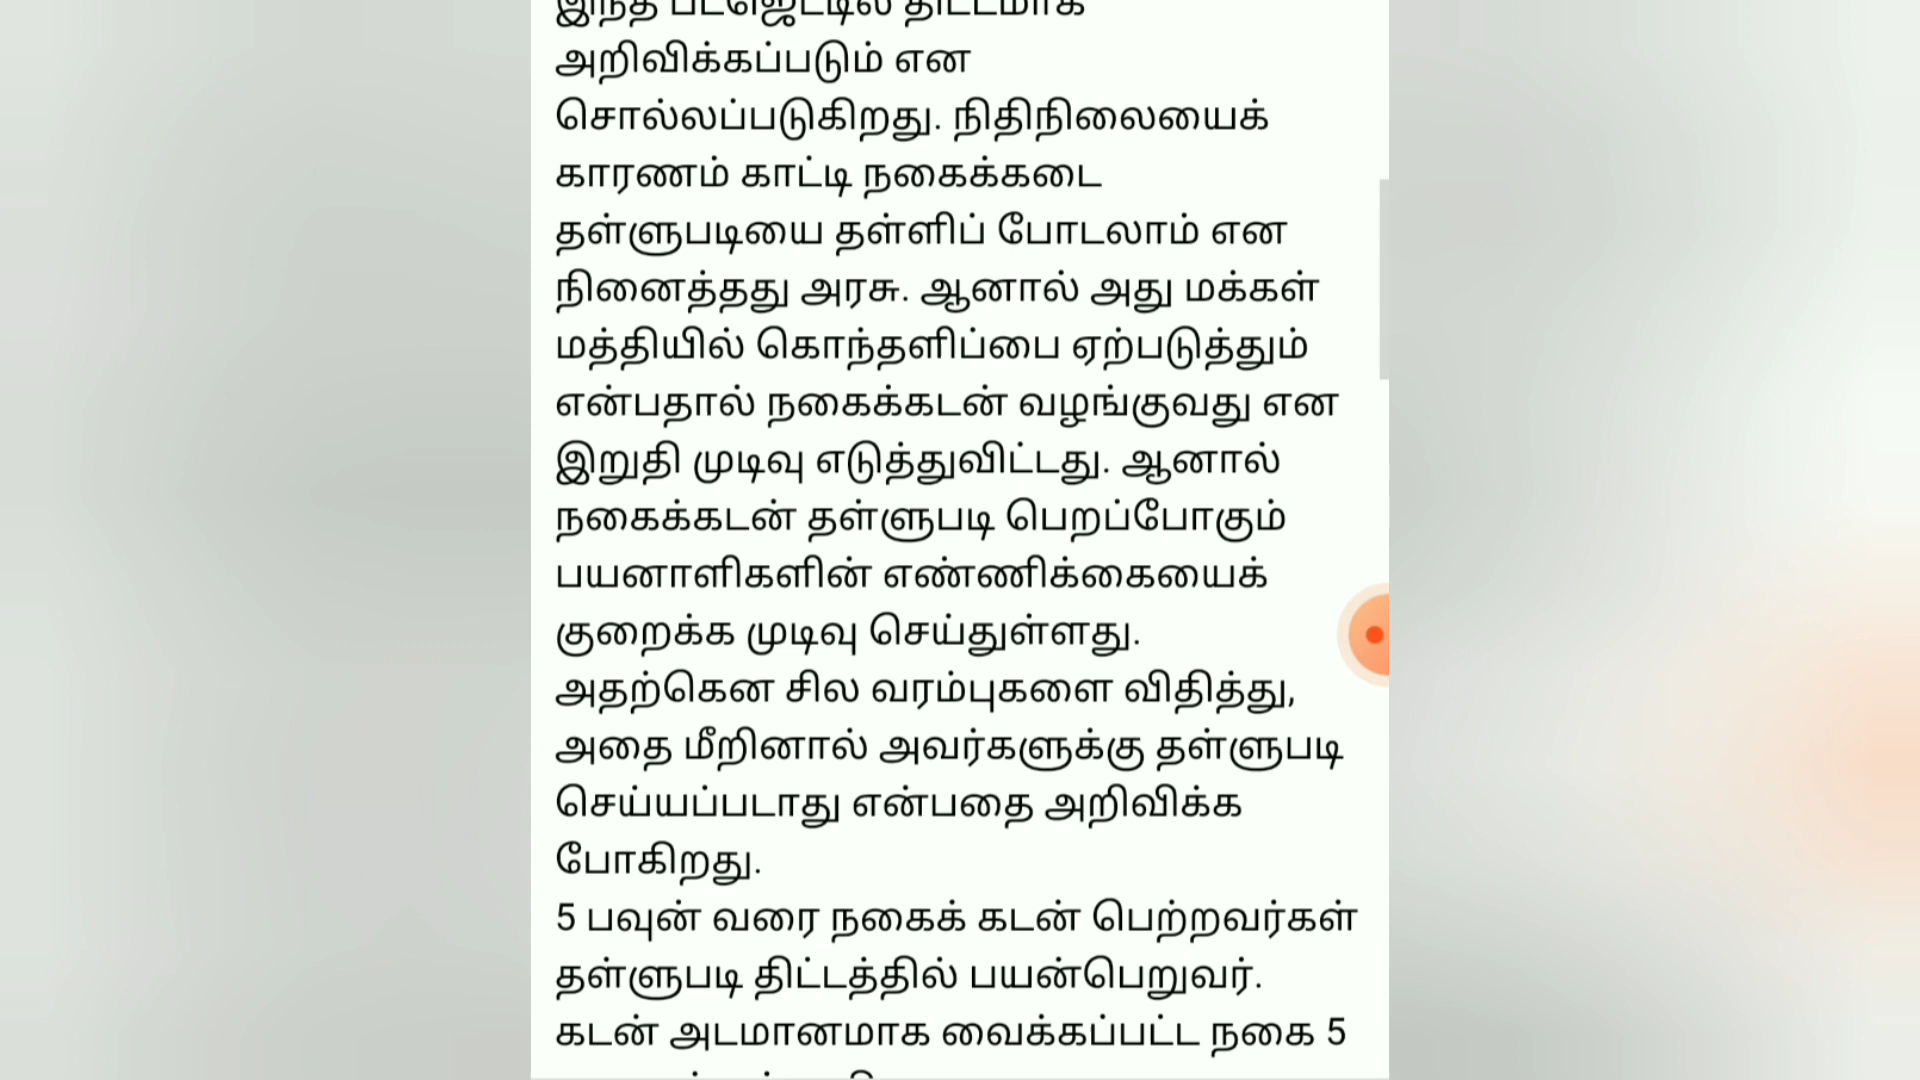 இந்த பட்ஜெட்டில் திட்டமாக
அறிவிக்கப்படும் என
சொல்லப்படுகிறது. நிதிநிலையைக்
காரணம் காட்டி நகைக்கடை
தள்ளுபடியை தள்ளிப் போடலாம் என
நினைத்தது அரசு. ஆனால் அது மக்கள்
மத்தியில் கொந்தளிப்பை ஏற்படுத்தும்
என்பதால் நகைக்கடன் வழங்குவது என
இறுதி முடிவு எடுத்துவிட்டது. ஆனால்
நகைக்கடன் தள்ளுபடி பெறப்போகும்
பயனாளிகளின் எண்ணிக்கையைக்
குறைக்க முடிவு செய்துள்ளது.
அதற்கென சில வரம்புகளை விதித்து,
அதை மீறினால் அவர்களுக்கு தள்ளுபடி
செய்யப்படாது என்பதை அறிவிக்க
போகிறது.
5 பவுன் வரை நகைக் கடன் பெற்றவர்கள்
தள்ளுபடி திட்டத்தில் பயன்பெறுவர்.
கடன் அடமானமாக வைக்கப்பட்ட நகை 5